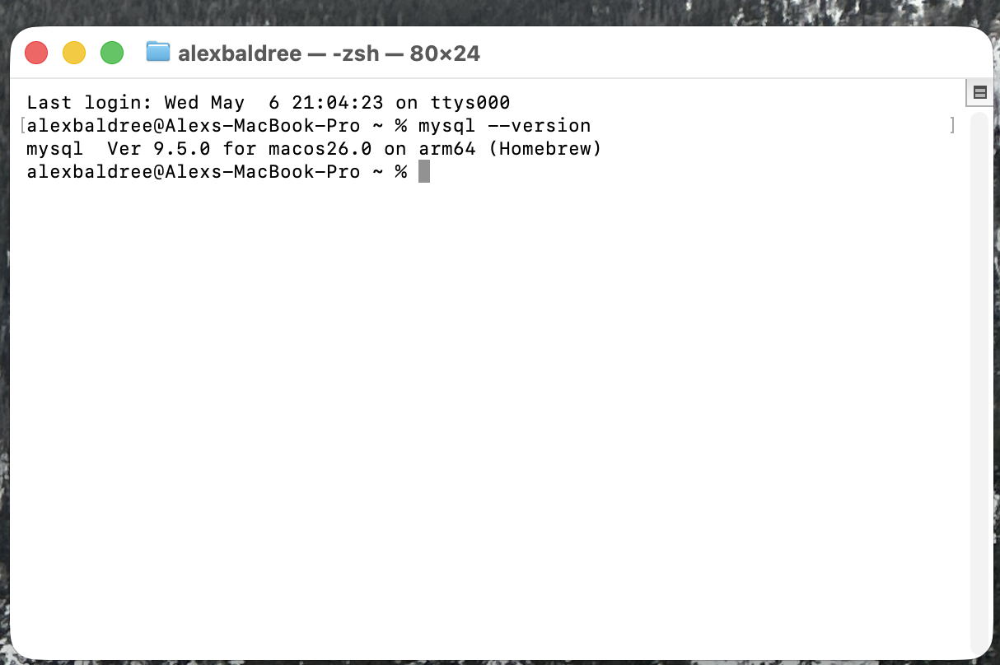 alexbaldree — -zsh — 80×24
Last login: Wed May  6 21:04:23 on ttys000
[alexbaldree@Alexs-MacBook-Pro ~ % mysql --version ]
mysql  Ver 9.5.0 for macos26.0 on arm64 (Homebrew)
alexbaldree@Alexs-MacBook-Pro ~ %